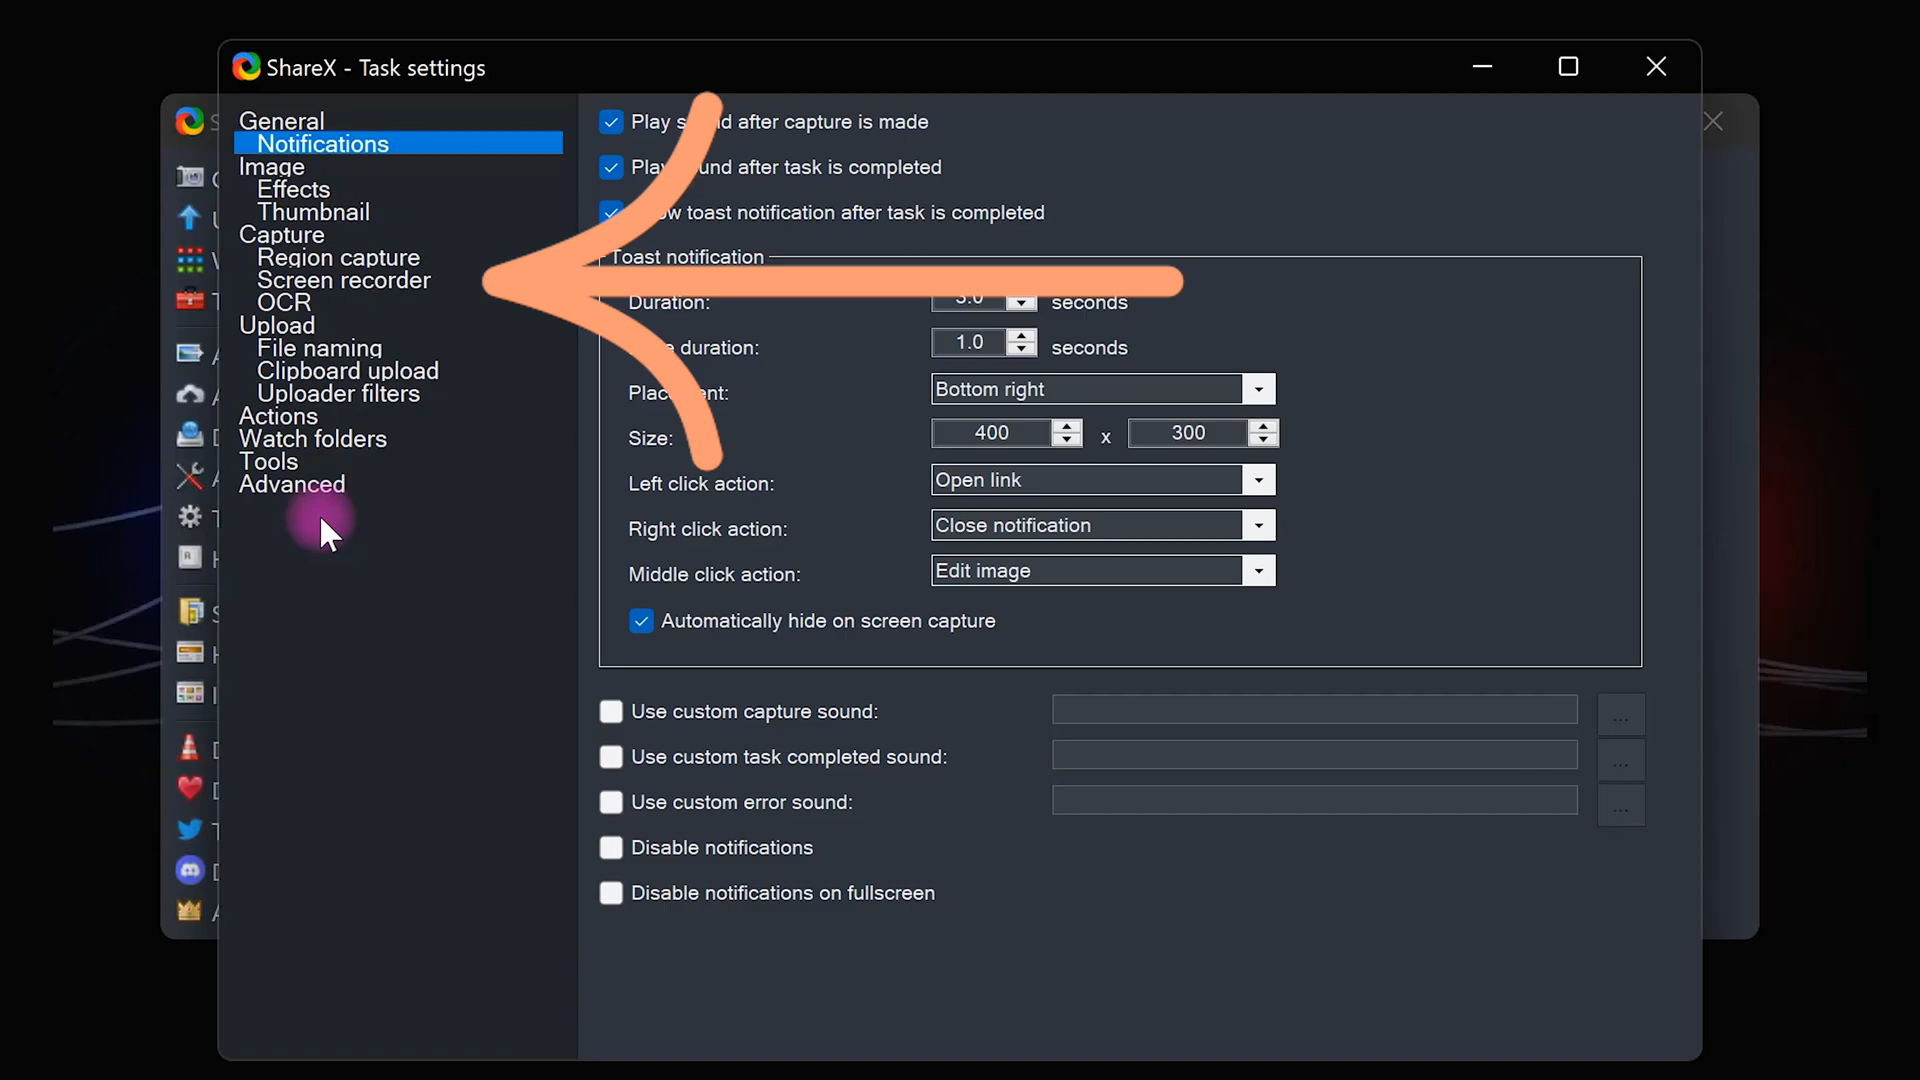 ShareX - Task settings
General
Notifications
Image
Effects
Thumbnail
Capture
Region capture
Screen recorder
OCR
Upload
File naming
Clipboard upload
Uploader filters
Actions
Watch folders
Tools
Advanced
Play after capture is made
after task is completed
toast notification after task is completed
Toast notification
Duration: 3.0 seconds
duration: 1.0 seconds
Bottom right
Size: 400 x 300
Left click action: Open link
Right click action: Close notification
Middle click action: Edit image
Automatically hide on screen capture
Use custom capture sound: ...
Use custom task completed sound: ...
Use custom error sound: ...
Disable notifications
Disable notifications on fullscreen